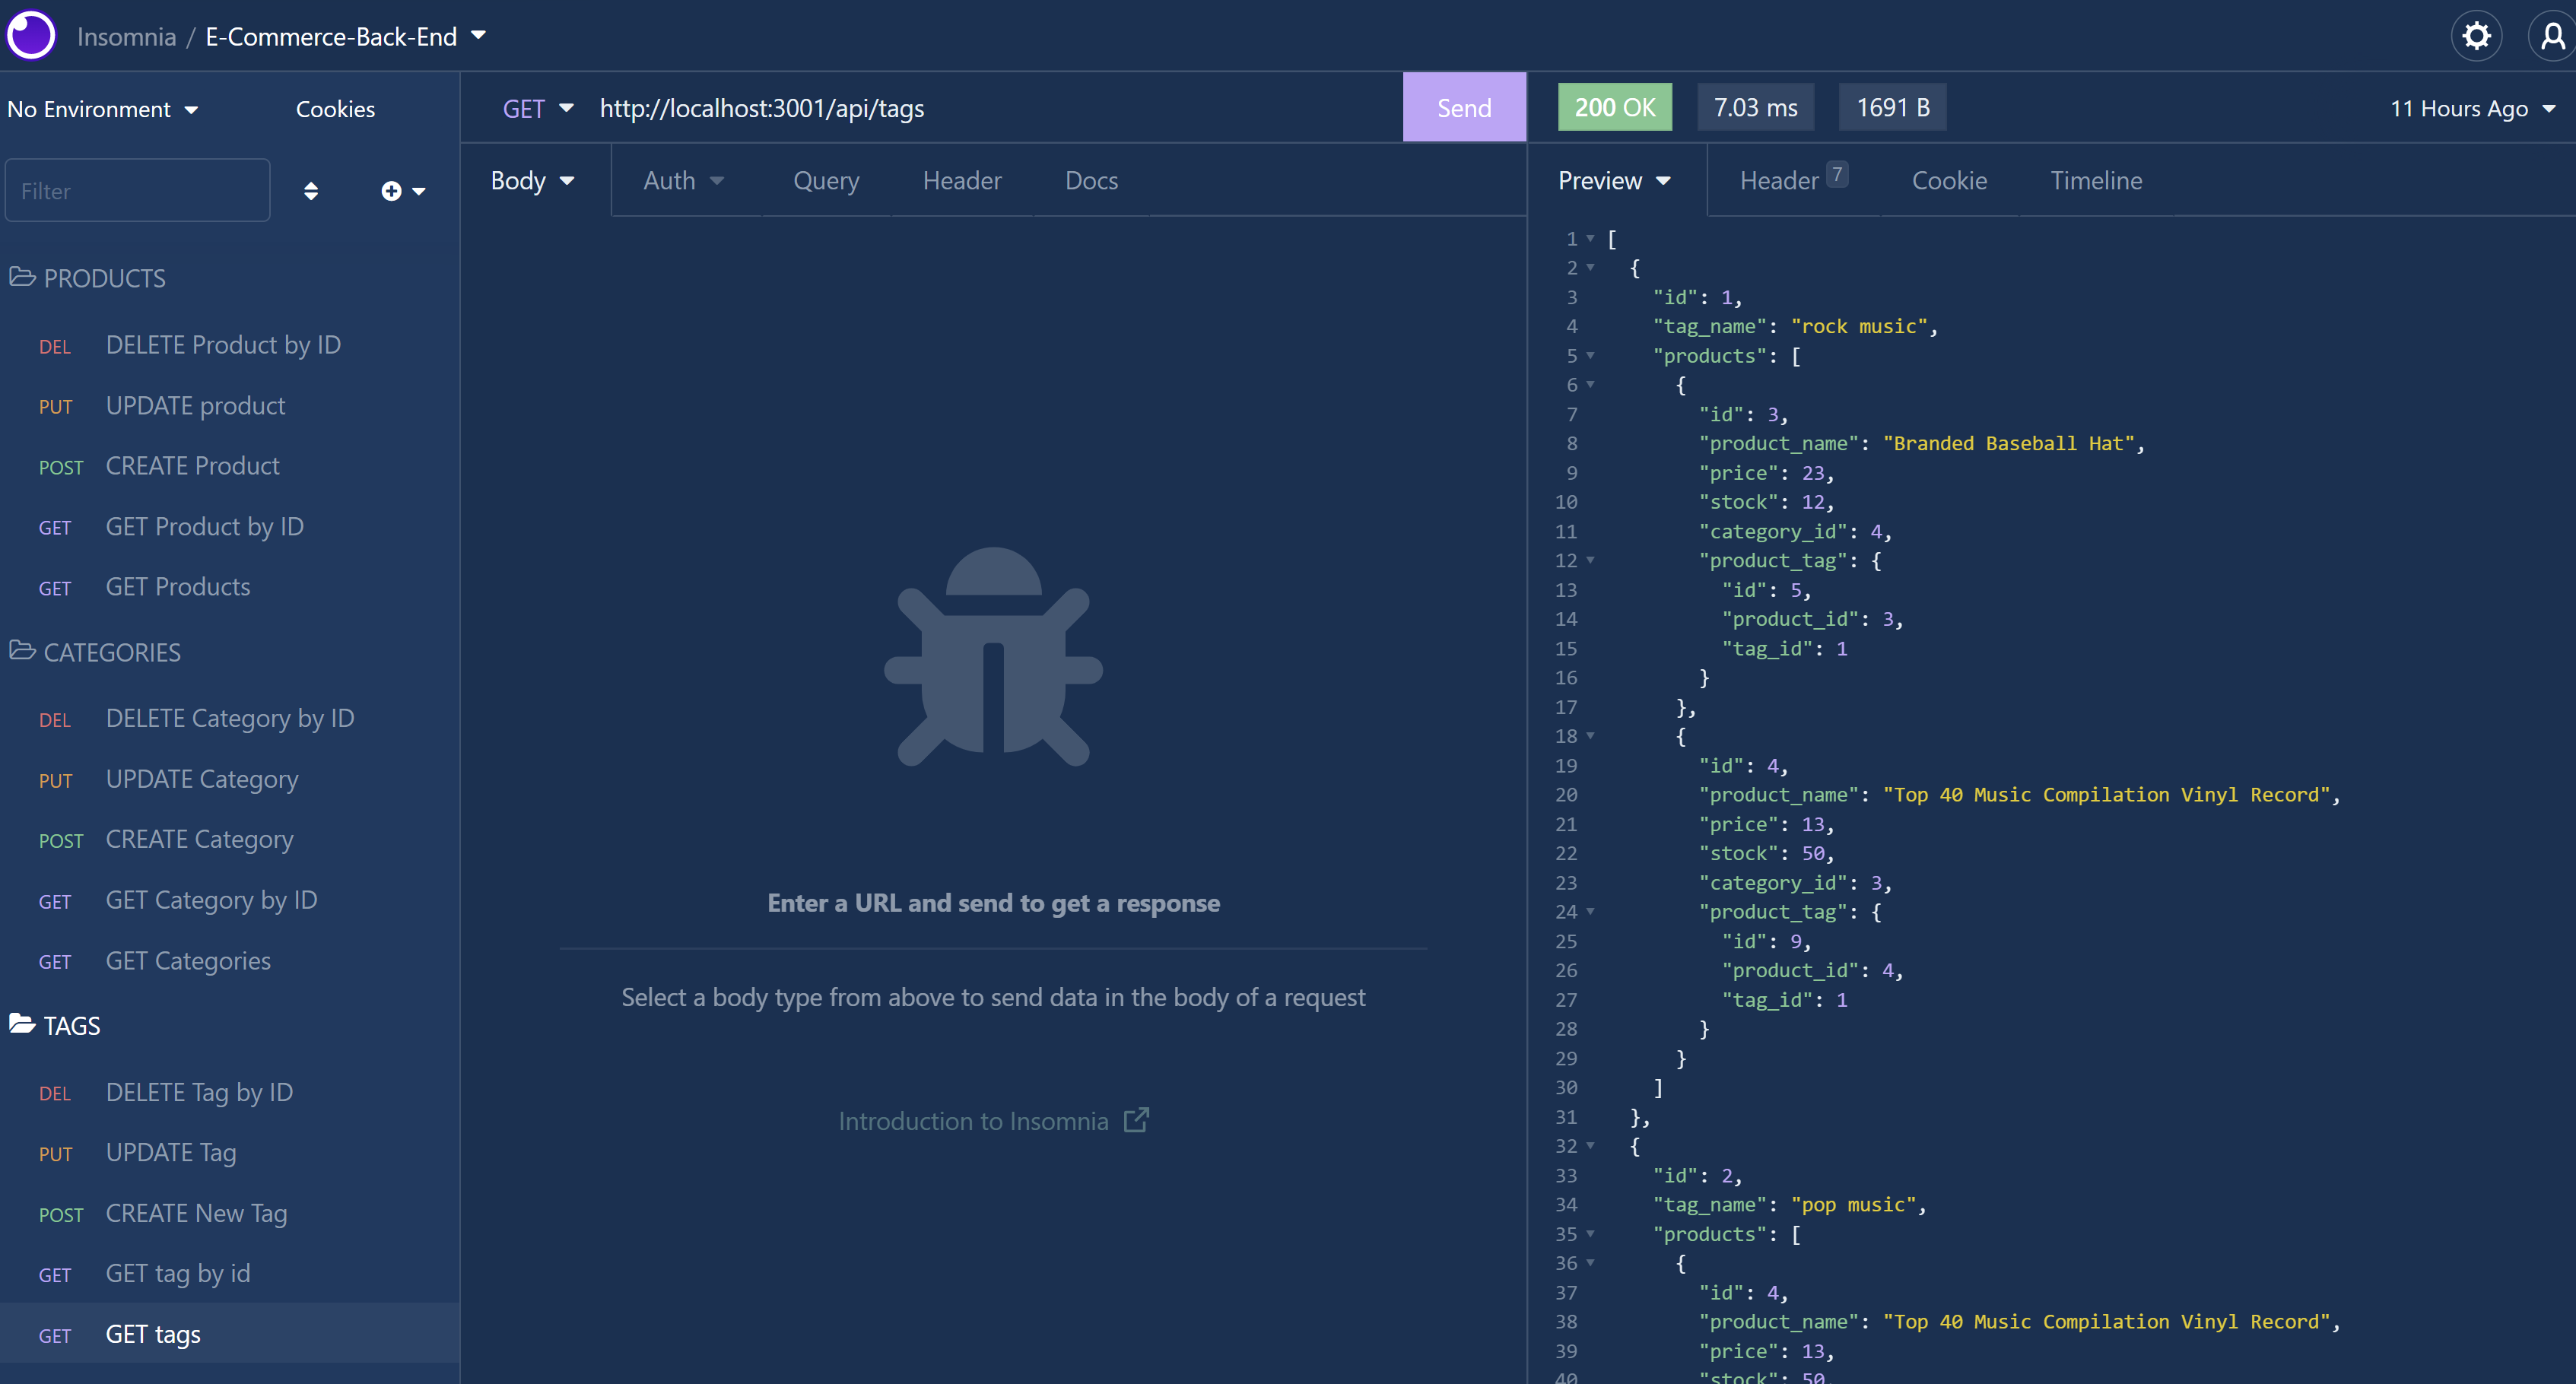 Insomnia / E-Commerce-Back-End
No Environment
Cookies
Filter
PRODUCTS
DEL DELETE Product by ID
PUT UPDATE product
POST CREATE Product
GET GET Product by ID
GET GET Products
CATEGORIES
DEL DELETE Category by ID
PUT UPDATE Category
POST CREATE Category
GET GET Category by ID
GET GET Categories
TAGS
DEL DELETE Tag by ID
PUT UPDATE Tag
POST CREATE New Tag
GET GET tag by id
GET GET tags
GET http://localhost:3001/api/tags Send
Body Auth Query Header Docs
Enter a URL and send to get a response
Select a body type from above to send data in the body of a request
Introduction to Insomnia
200 OK 7.03 ms 1691 B 11 Hours Ago
Preview Header 7 Cookie Timeline
1 [
2 {
3 "id": 1,
4 "tag_name": "rock music",
5 "products": [
6 {
7 "id": 3,
8 "product_name": "Branded Baseball Hat",
9 "price": 23,
10 "stock": 12,
11 "category_id": 4,
12 "product_tag": {
13 "id": 5,
14 "product_id": 3,
15 "tag_id": 1
16 }
17 },
18 {
19 "id": 4,
20 "product_name": "Top 40 Music Compilation Vinyl Record",
21 "price": 13,
22 "stock": 50,
23 "category_id": 3,
24 "product_tag": {
25 "id": 9,
26 "product_id": 4,
27 "tag_id": 1
28 }
29 }
30 ]
31 },
32 {
33 "id": 2,
34 "tag_name": "pop music",
35 "products": [
36 {
37 "id": 4,
38 "product_name": "Top 40 Music Compilation Vinyl Record",
39 "price": 13,
40 "stock": 50,